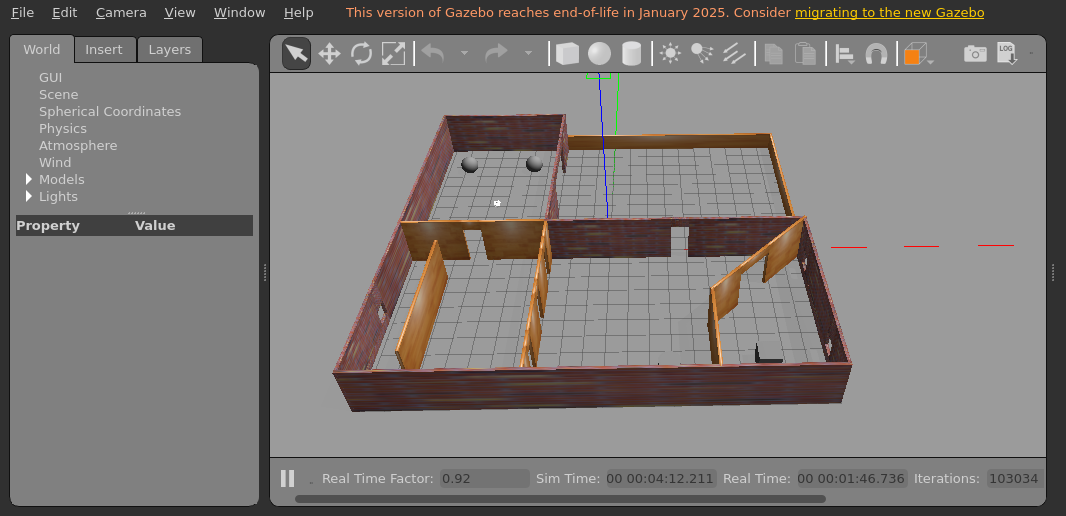 File Edit Camera View Window Help This version of Gazebo reaches end-of-life in January 2025. Consider migrating to the new Gazebo
World Insert Layers
LOG
GUI
Scene
Spherical Coordinates
Physics
Atmosphere
Wind
Models
Lights
Property Value
Real Time Factor: 0.92 Sim Time: 00 00:04:12.211 Real Time: 00 00:01:46.736 Iterations: 103034